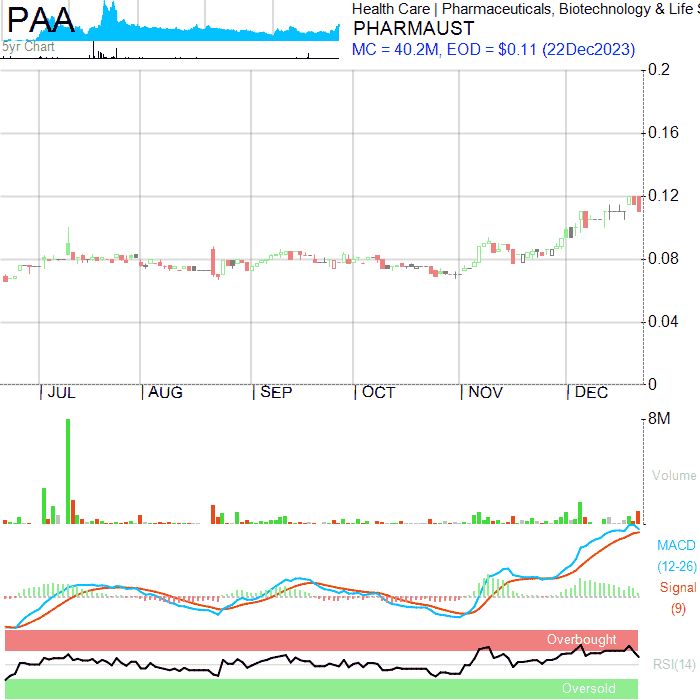 PAA
5yr Chart
Health Care | Pharmaceuticals, Biotechnology & Life
PHARMAUST
MC = 40.2M, EOD = $0.11 (22Dec2023)
0.2
0.16
0.12
0.08
0.04
0
JUL AUG SEP OCT NOV DEC
8M
Volume
MACD
(12-26)
Signal
(9)
Overbought
RSI(14)
Oversold